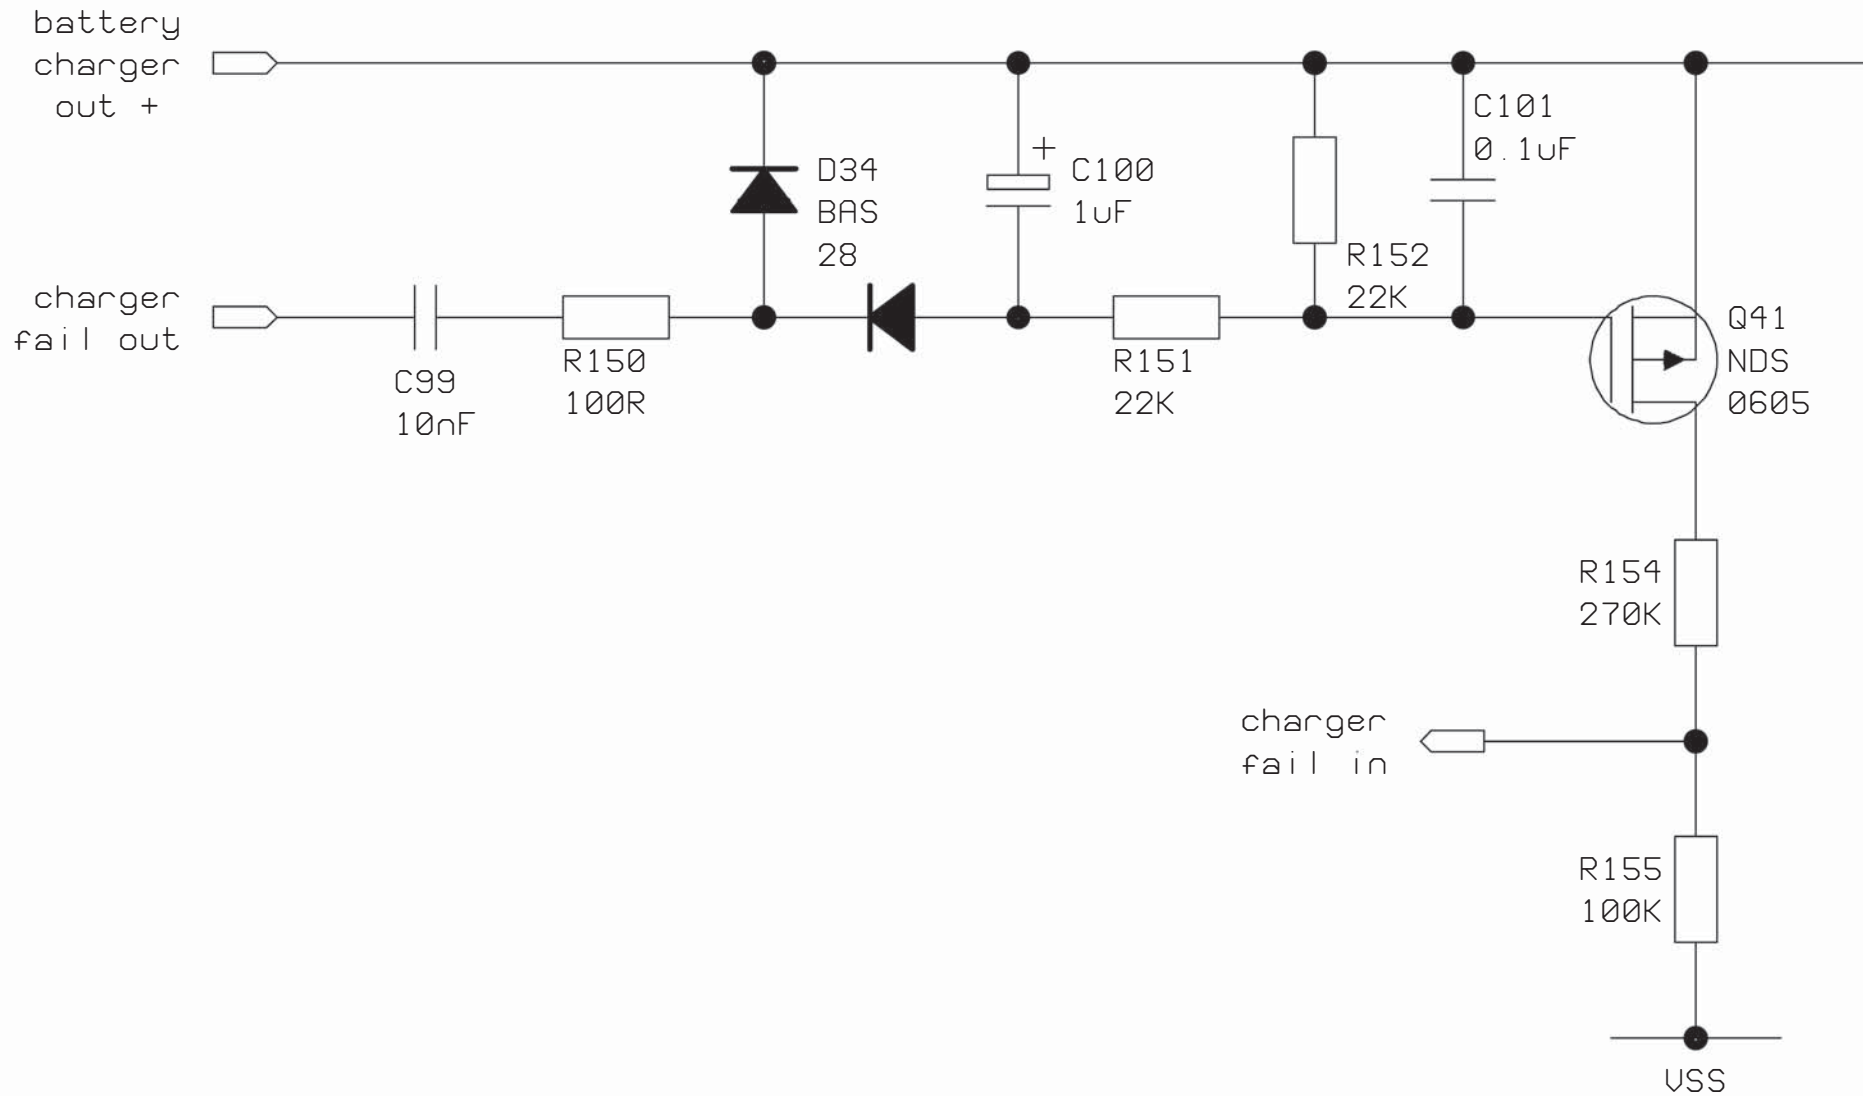 battery
charger
out +
C101
0.1uF
+
D34
BAS
28
C100
1uF
R152
22K
charger
fail out
C99
10nF
R150
100R
R151
22K
Q41
NDS
0605
R154
270K
charger
fail in
R155
100K
VSS